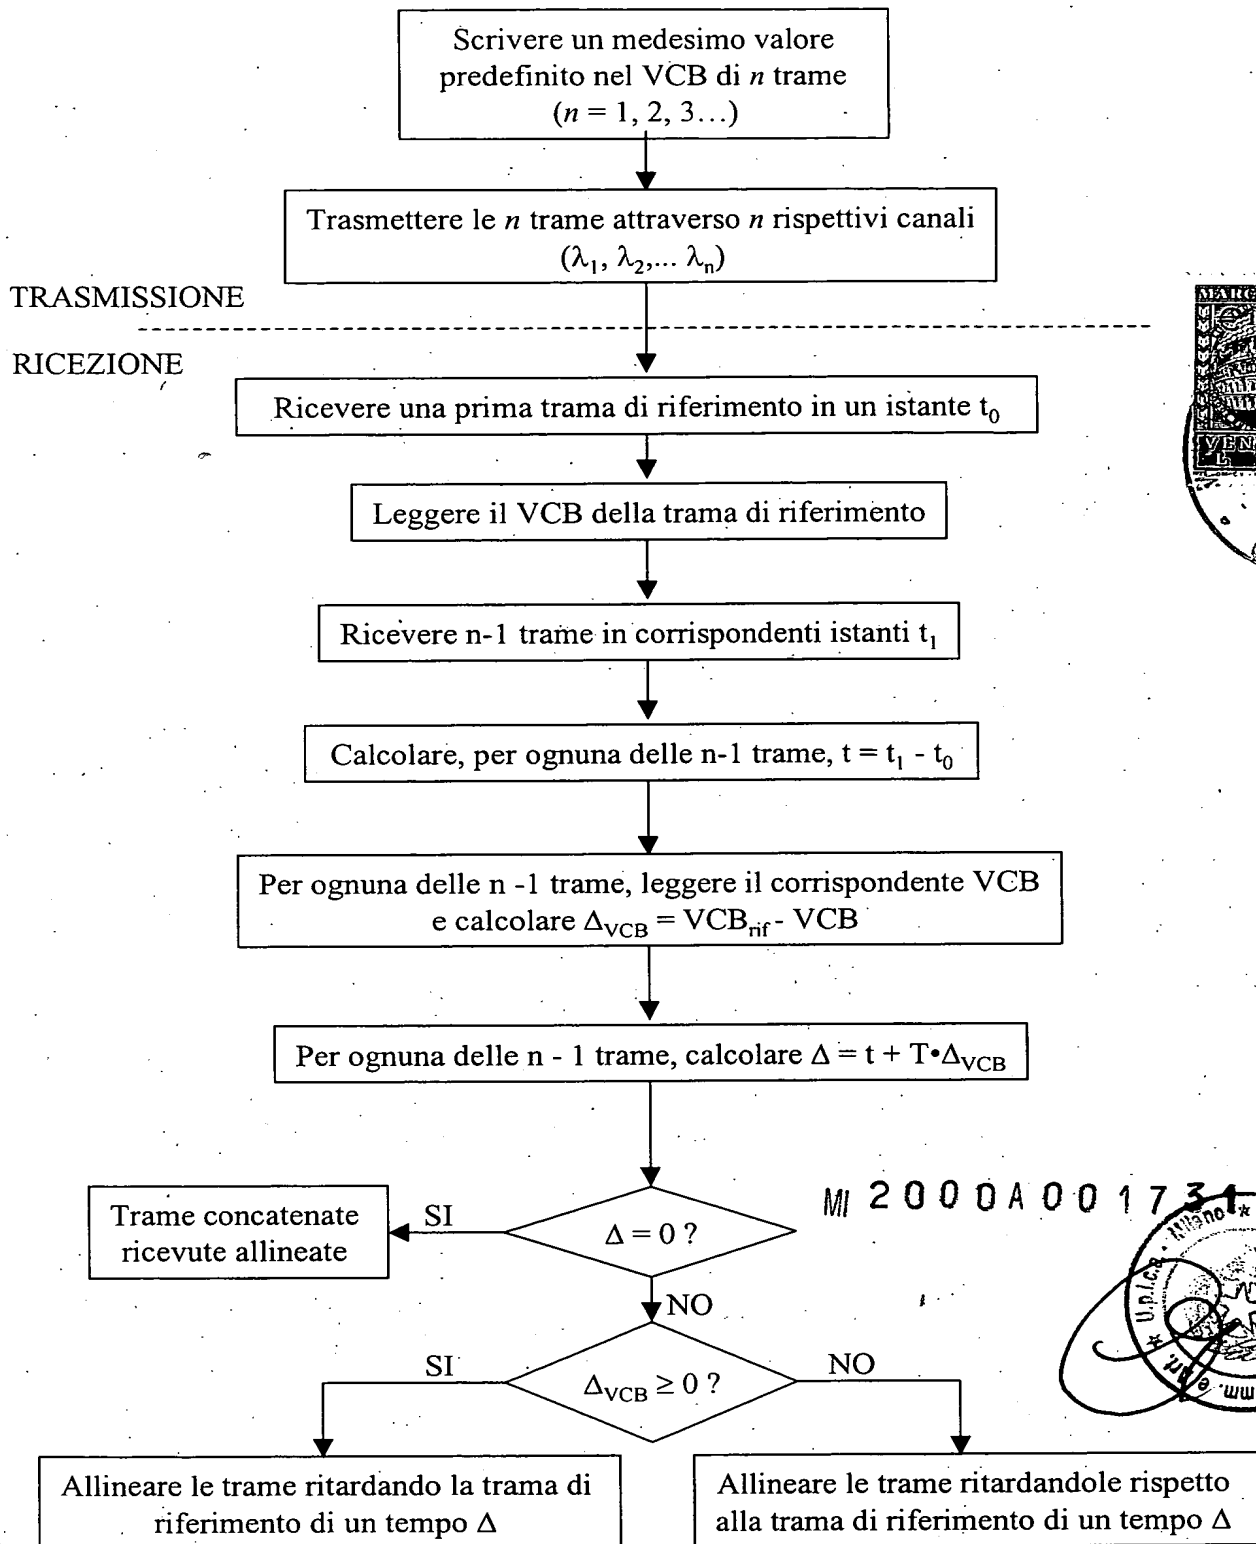 Scrivere un medesimo valore
predefinito nel VCB di n trame
(n = 1, 2, 3...)
Trasmettere le n trame attraverso n rispettivi canali
(λ₁, λ₂,... λₙ)
TRASMISSIONE
RICEZIONE
Ricevere una prima trama di riferimento in un istante t₀
Leggere il VCB della trama di riferimento
Ricevere n-1 trame in corrispondenti istanti t₁
Calcolare, per ognuna delle n-1 trame, t = t₁ - t₀
Per ognuna delle n -1 trame, leggere il corrispondente VCB
e calcolare Δ_VCB = VCB_rif - VCB
Per ognuna delle n - 1 trame, calcolare Δ = t + T•Δ_VCB
MI 2000A001731
Milano
U.p.l.c.a.
Δ = 0 ?
SI
Trame concatenate
ricevute allineate
NO
Δ_VCB ≥ 0 ?
SI
NO
Allineare le trame ritardando la trama di
riferimento di un tempo Δ
Allineare le trame ritardandole rispetto
alla trama di riferimento di un tempo Δ